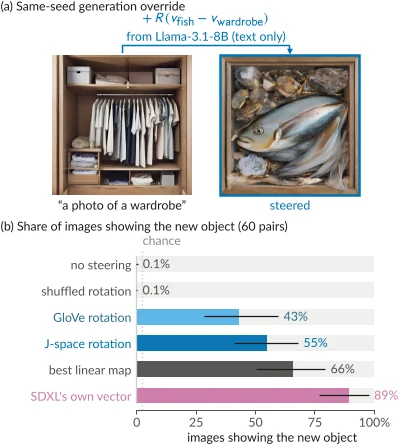 (a) Same-seed generation override
+ R(v_fish − v_wardrobe)
from Llama-3.1-8B (text only)
“a photo of a wardrobe”
steered
(b) Share of images showing the new object (60 pairs)
chance
no steering 0.1%
shuffled rotation 0.1%
GloVe rotation 43%
J-space rotation 55%
best linear map 66%
SDXL's own vector 89%
0 25 50 75 100%
images showing the new object